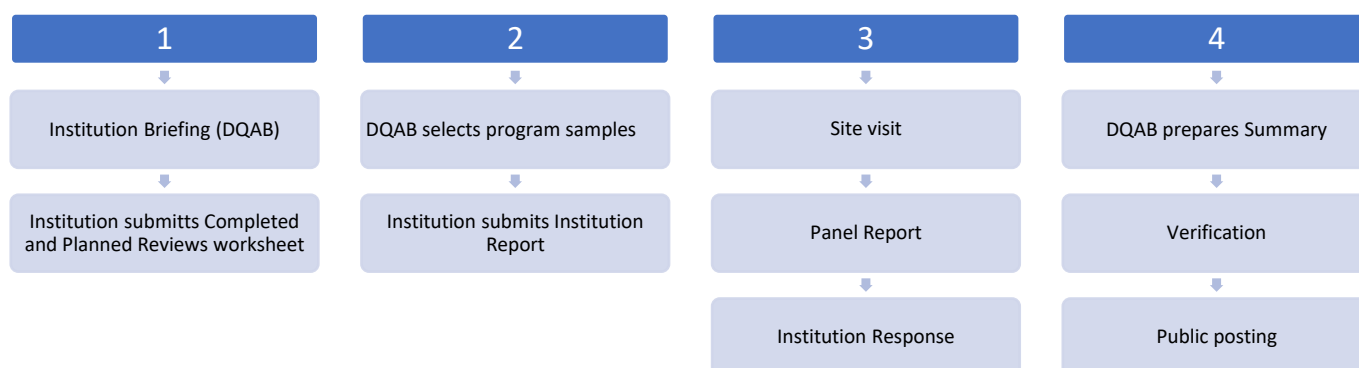 1
Institution Briefing (DQAB)
Institution submitts Completed
and Planned Reviews worksheet
2
DQAB selects program samples
Institution submits Institution
Report
3
Site visit
Panel Report
Institution Response
4
DQAB prepares Summary
Verification
Public posting